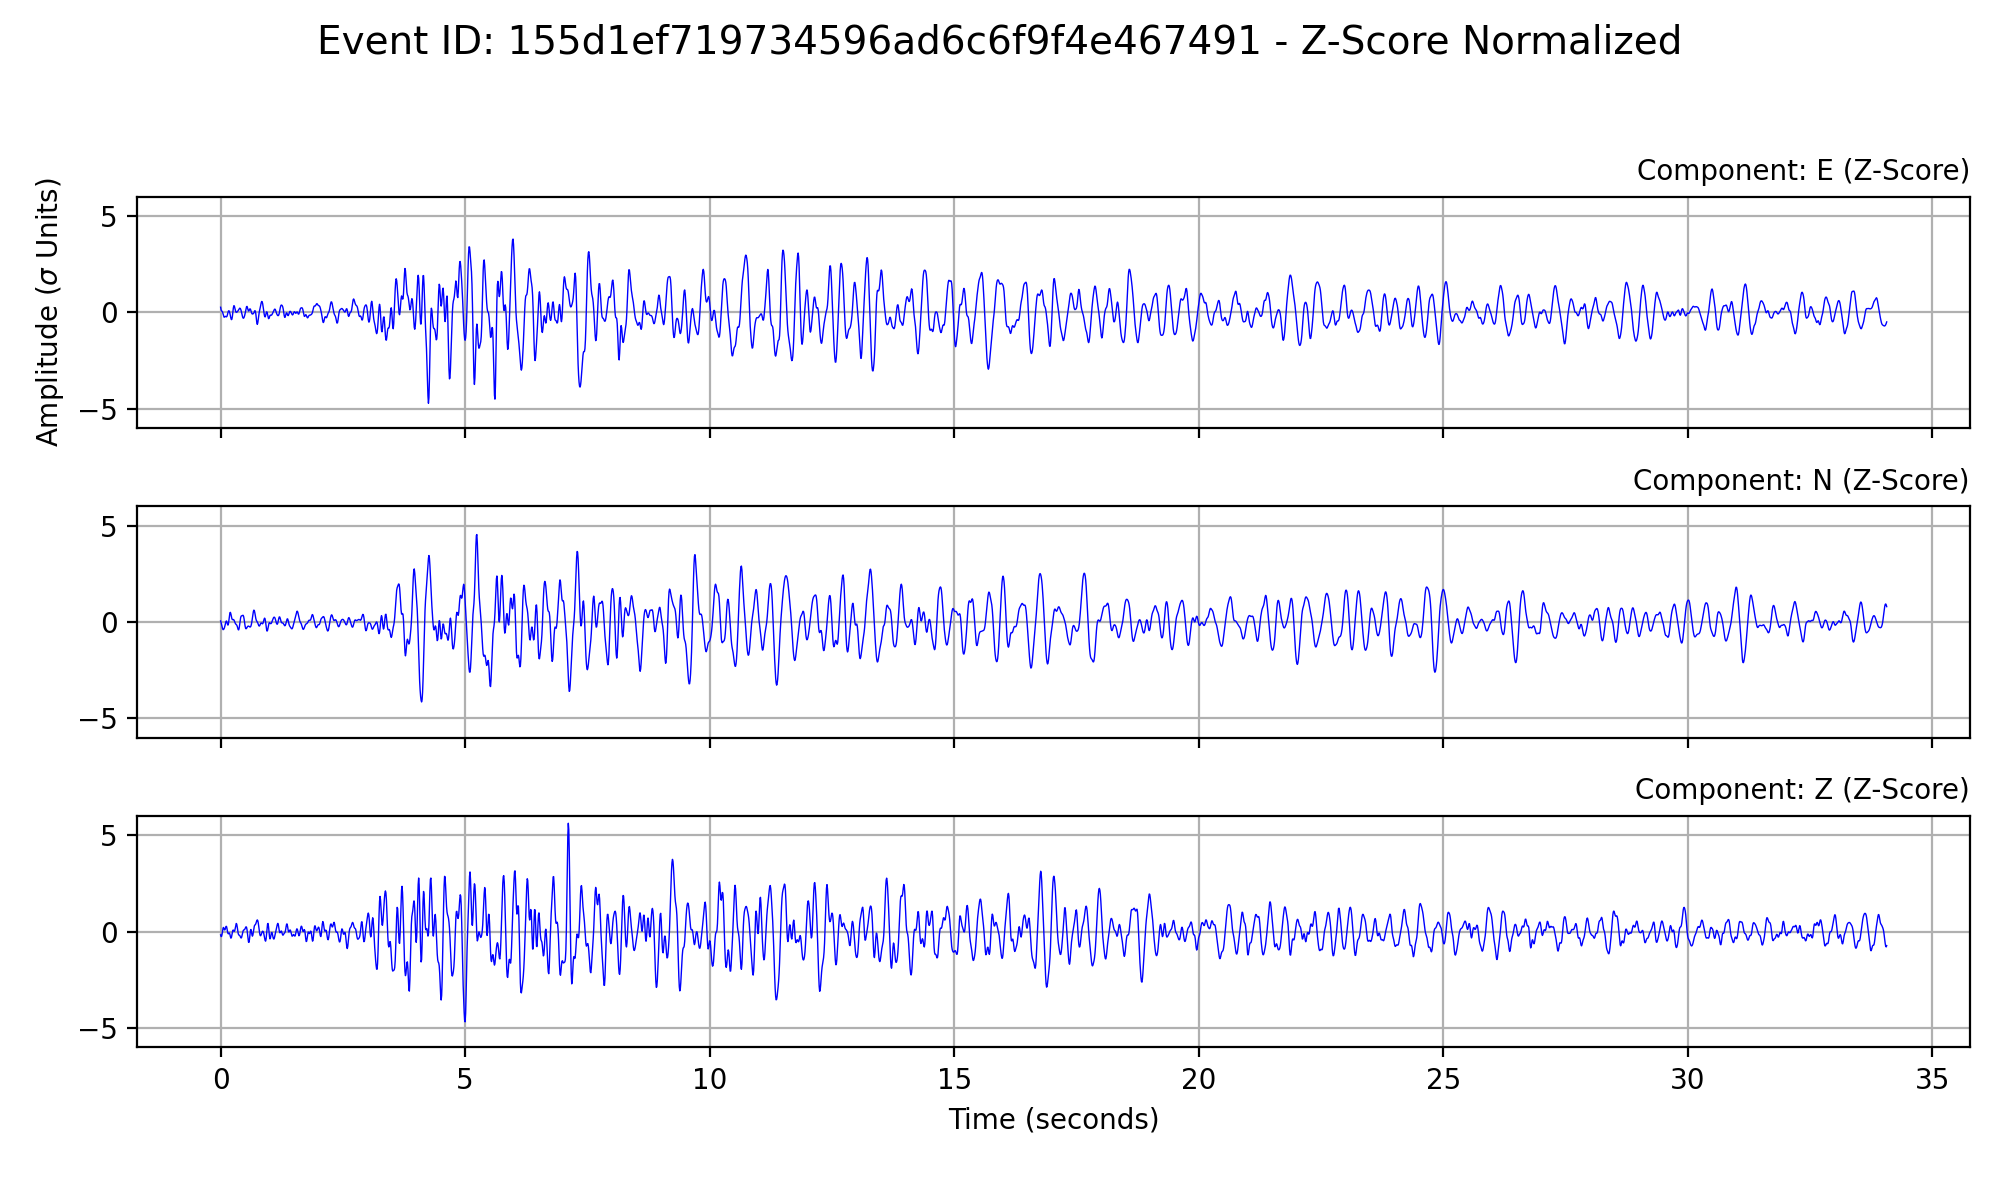 Event ID: 155d1ef719734596ad6c6f9f4e467491 - Z-Score Normalized
Component: E (Z-Score)
Amplitude (σ Units)
5
0
−5
Component: N (Z-Score)
5
0
−5
Component: Z (Z-Score)
5
0
−5
0 5 10 15 20 25 30 35
Time (seconds)